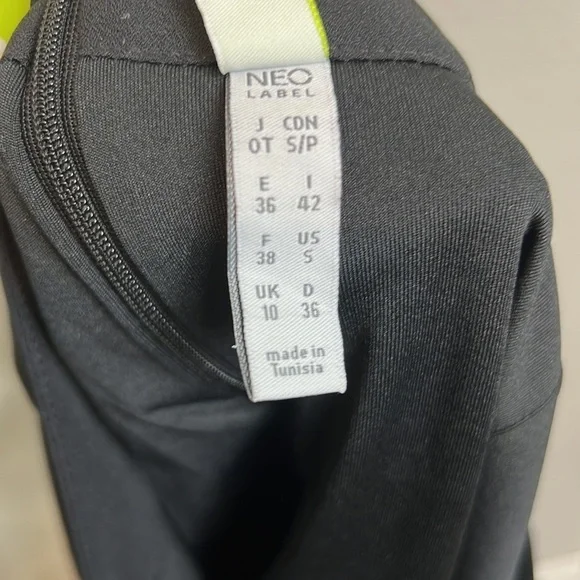 NEO
LABEL
J CDN
OT S/P
E I
36 42
F US
38 S
UK D
10 36
made in
Tunisia